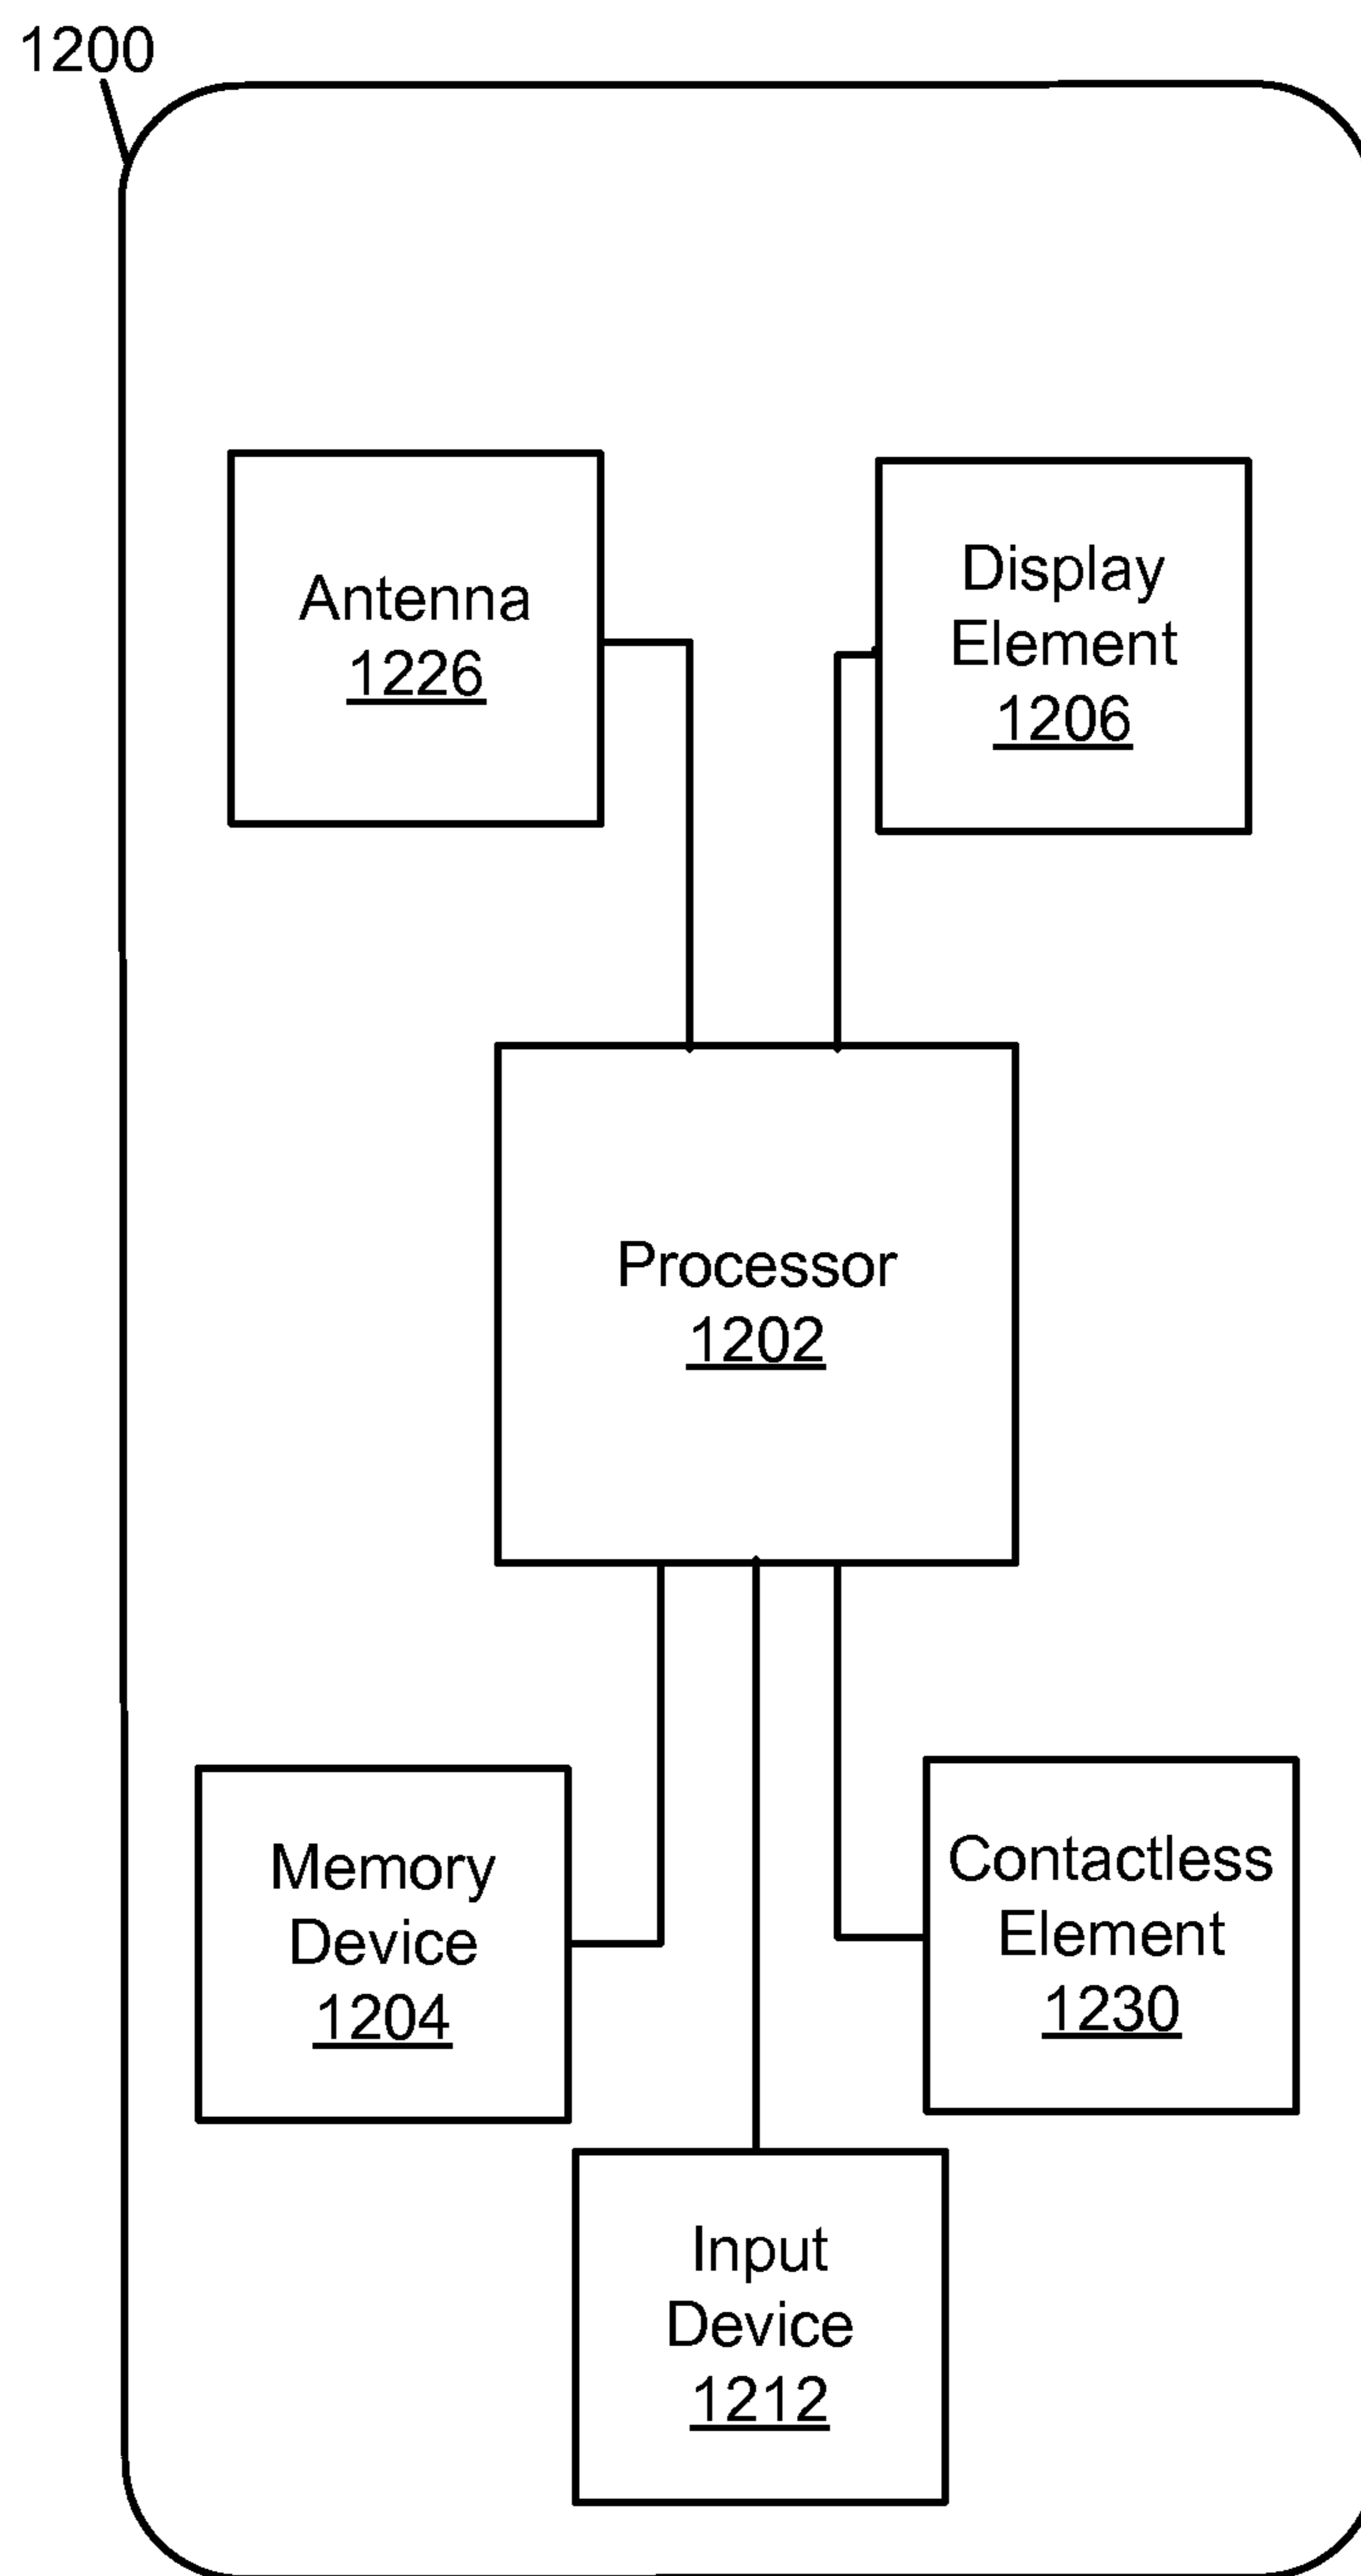 1200
Antenna
1226
Display
Element
1206
Processor
1202
Memory
Device
1204
Contactless
Element
1230
Input
Device
1212